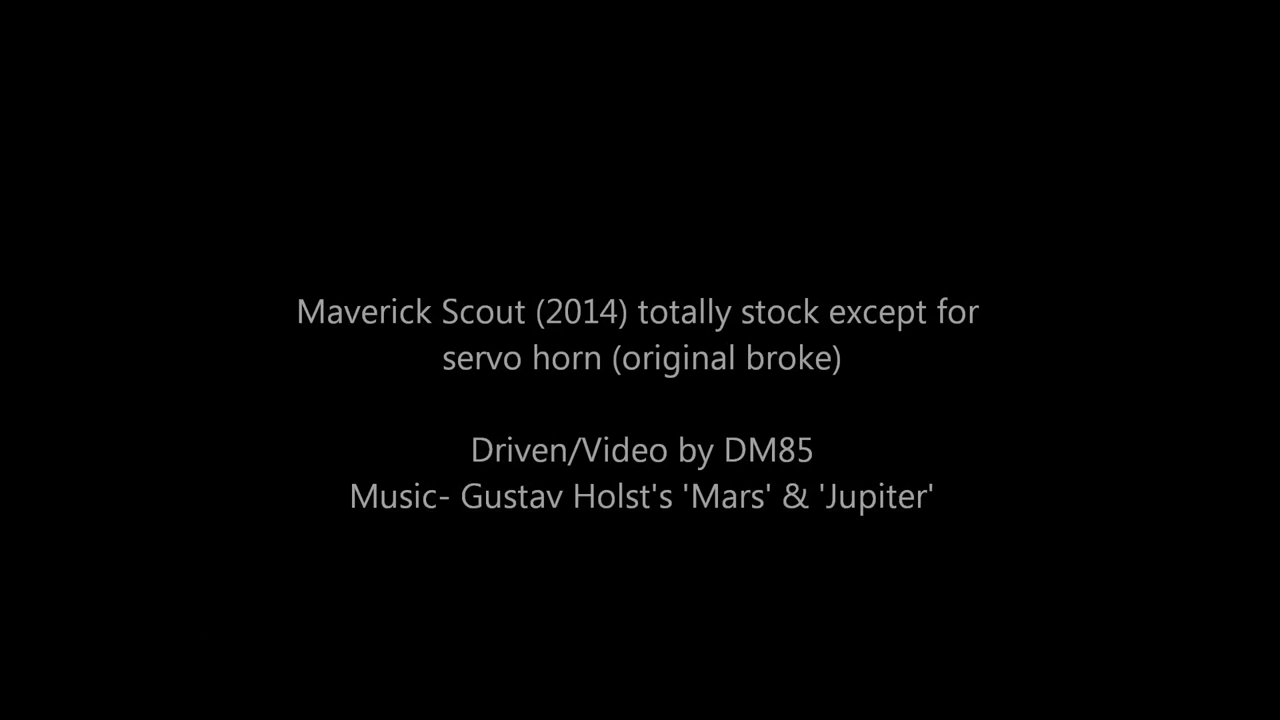 Maverick Scout (2014) totally stock except for
servo horn (original broke)
Driven/Video by DM85
Music- Gustav Holst's 'Mars' & 'Jupiter'